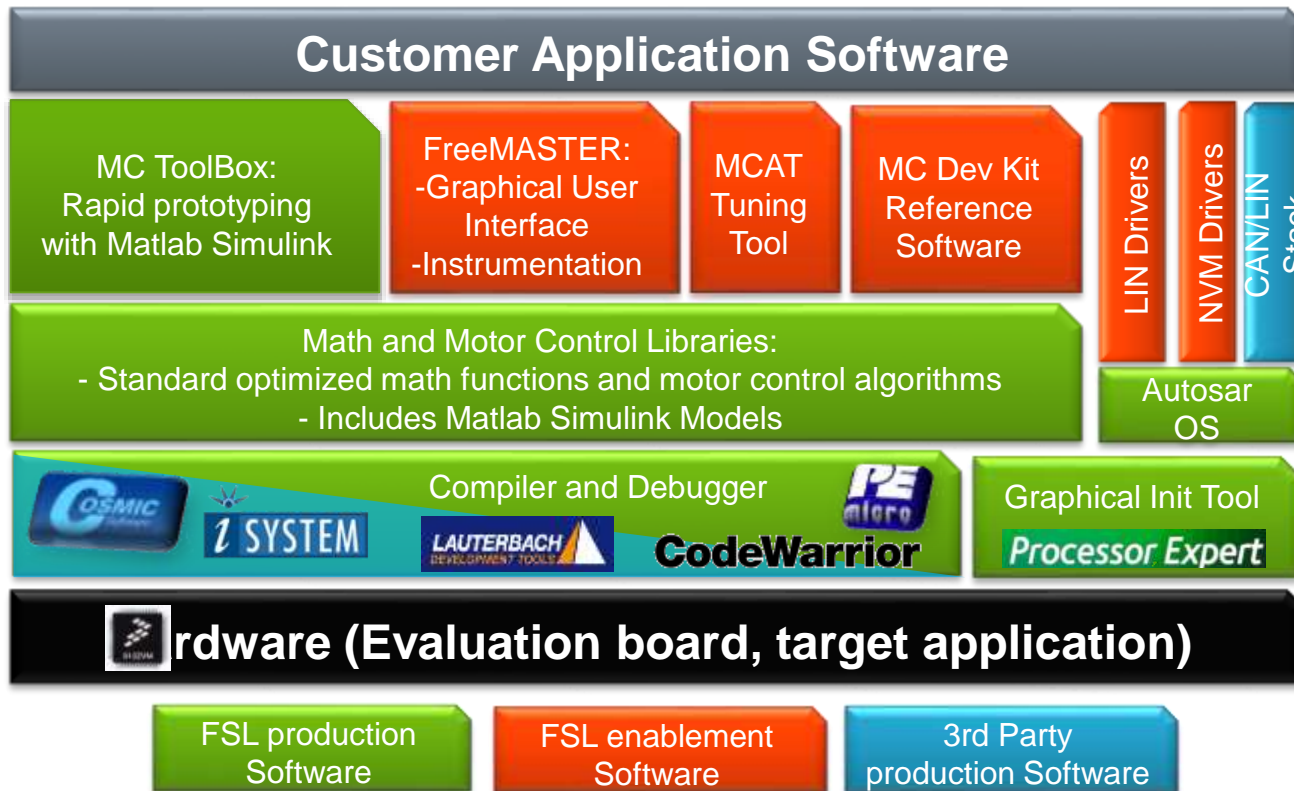 Customer Application Software
MC ToolBox:
Rapid prototyping
with Matlab Simulink
FreeMASTER:
-Graphical User
Interface
-Instrumentation
MCAT
Tuning
Tool
MC Dev Kit
Reference
Software
LIN Drivers
NVM Drivers
CAN/LIN
Stack
Math and Motor Control Libraries:
- Standard optimized math functions and motor control algorithms
- Includes Matlab Simulink Models
Autosar
OS
Compiler and Debugger
COSMIC
Software
i SYSTEM
LAUTERBACH
DEVELOPMENT TOOLS
CodeWarrior
PE
micro
Graphical Init Tool
Processor Expert
rdware (Evaluation board, target application)
FSL production
Software
FSL enablement
Software
3rd Party
production Software